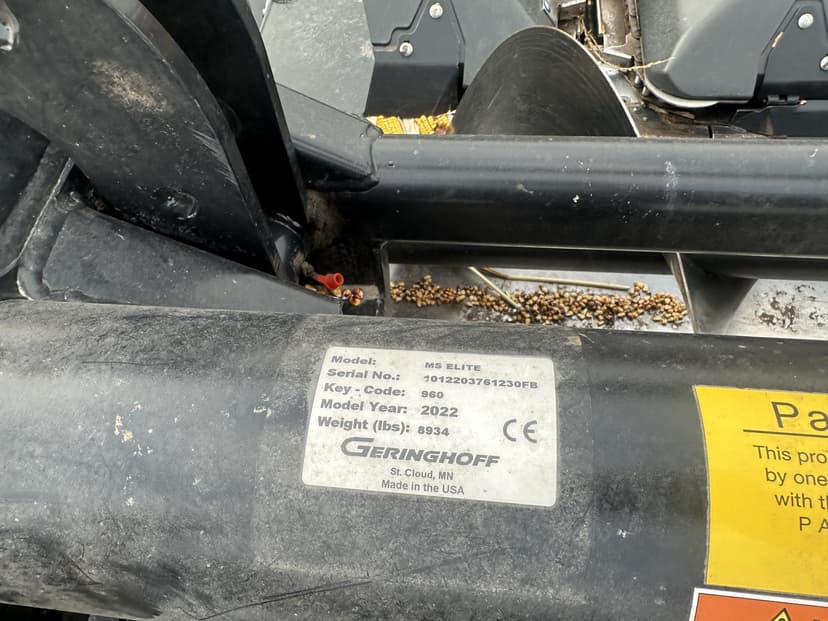 Model: MS ELITE
Serial No.: 1012203761230FB
Key - Code: 960
Model Year: 2022
Weight (lbs): 8934
CE
GERINGHOFF
St. Cloud, MN
Made in the USA
Pa
This pro
by one
with th
P A